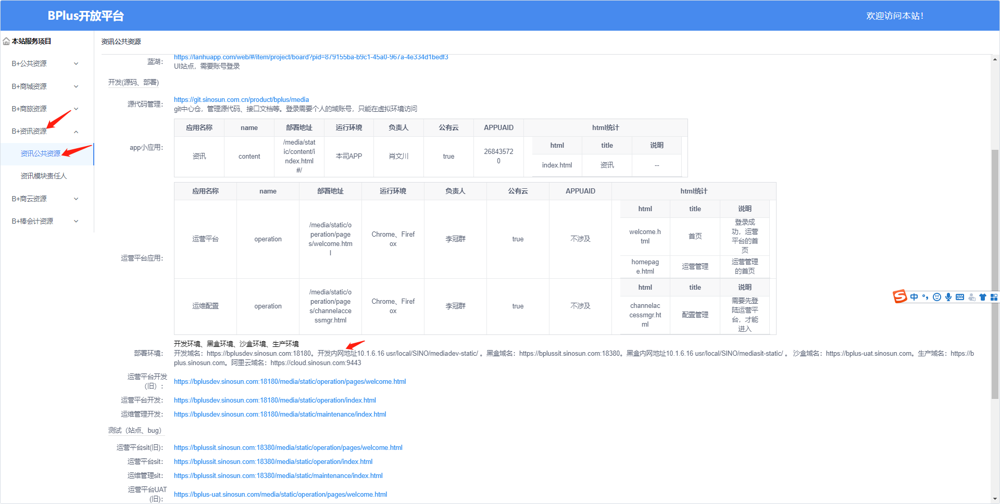 BPlus开放平台
欢迎访问本站！
本站服务项目
B+公共资源
B+商城资源
B+商旅资源
B+资讯资源
资讯公共资源
资讯模块责任人
B+商云资源
B+棒会计资源
资讯公共资源
蓝湖：
https://lanhuapp.com/web/#/item/project/board?pid=879155ba-b9c1-45a0-967a-4e334d1bedf3
UI站点，需要账号登录
开发(源码、部署)
源代码管理：
https://git.sinosun.com.cn/product/bplus/media
git中心仓，管理源代码、接口文档等。登录需要个人的域账号，只能在虚拟环境访问
app小应用：
应用名称 name 部署地址 运行环境 负责人 公有云 APPUAID html统计
资讯 content
/media/stat
ic/content/i
ndex.html
#/
本司APP 肖文川 true
26843572
0
html title 说明
index.html 资讯 --
运营平台应用：
应用名称 name 部署地址 运行环境 负责人 公有云 APPUAID html统计
运营平台 operation
/media/static/o
peration/page
s/welcome.htm
l
Chrome、Firef
ox
李冠群 true 不涉及
html title 说明
welcome.h
tml
首页
登录成
功，运营
平台的首
页
homepag
e.html
运营管理
运营管理
的首页
运维配置 operation
/media/static/o
peration/page
s/channelacce
ssmgr.html
Chrome、Firef
ox
李冠群 true 不涉及
html title 说明
channelac
cessmgr.ht
ml
配置管理
需要先登
陆运营平
台，才能
进入
部署环境：
开发环境、黑盒环境、沙盒环境、生产环境
开发域名：https://bplusdev.sinosun.com:18180。开发内网地址10.1.6.16 usr/local/SINO/mediadev-static/ 。黑盒域名：https://bplussit.sinosun.com:18380。黑盒内网地址10.1.6.16 usr/local/SINO/mediasit-static/ 。 沙盒域名：https://bplus-uat.sinosun.com。生产域名：https://b
plus.sinosun.com。阿里云域名：https://cloud.sinosun.com:9443
运营平台开发
（旧）：
https://bplusdev.sinosun.com:18180/media/static/operation/pages/welcome.html
运营平台开发：
https://bplusdev.sinosun.com:18180/media/static/operation/index.html
运维管理开发：
https://bplusdev.sinosun.com:18180/media/static/maintenance/index.html
测试（站点、bug）
运营平台sit(旧)：
https://bplussit.sinosun.com:18380/media/static/operation/pages/welcome.html
运营平台sit：
https://bplussit.sinosun.com:18380/media/static/operation/index.html
运维管理sit：
https://bplussit.sinosun.com:18380/media/static/maintenance/index.html
运营平台UAT
(旧)：
https://bplus-uat.sinosun.com/media/static/operation/pages/welcome.html
S 中